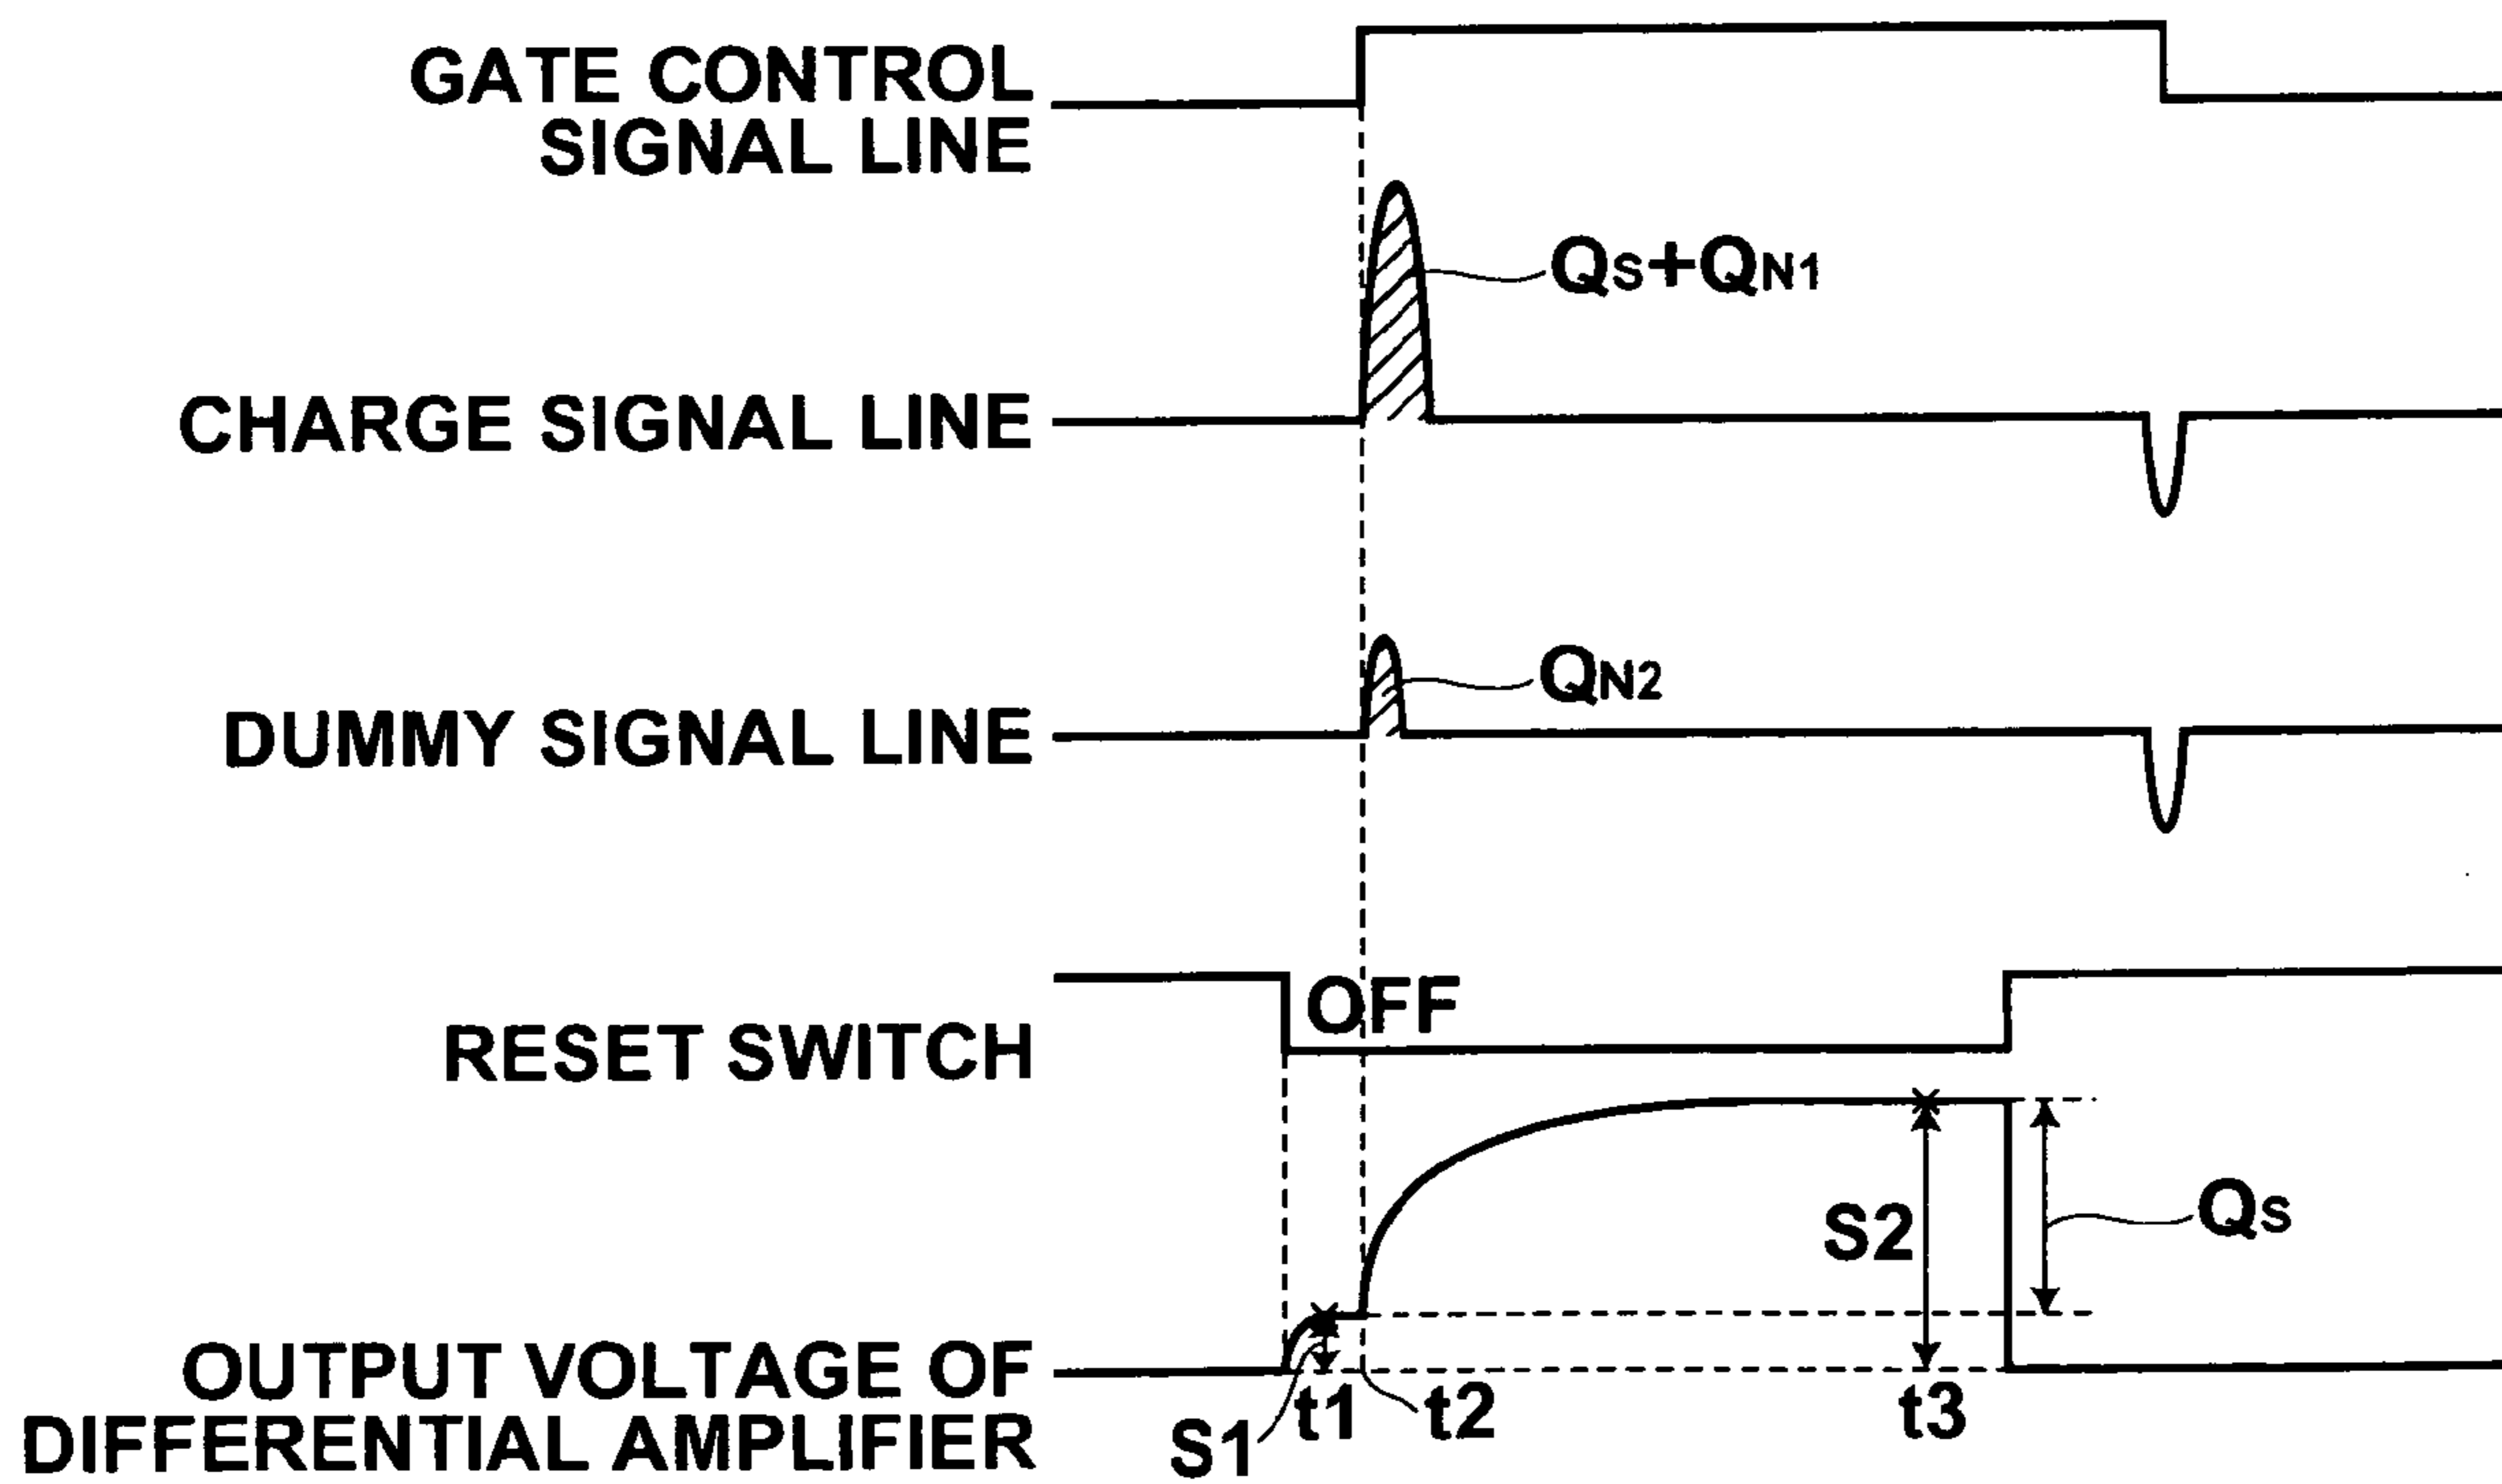 GATE CONTROL
SIGNAL LINE
QS+QN1
CHARGE SIGNAL LINE
QN2
DUMMY SIGNAL LINE
OFF
RESET SWITCH
S2
QS
OUTPUT VOLTAGE OF
DIFFERENTIAL AMPLIFIER
S1
t1
t2
t3